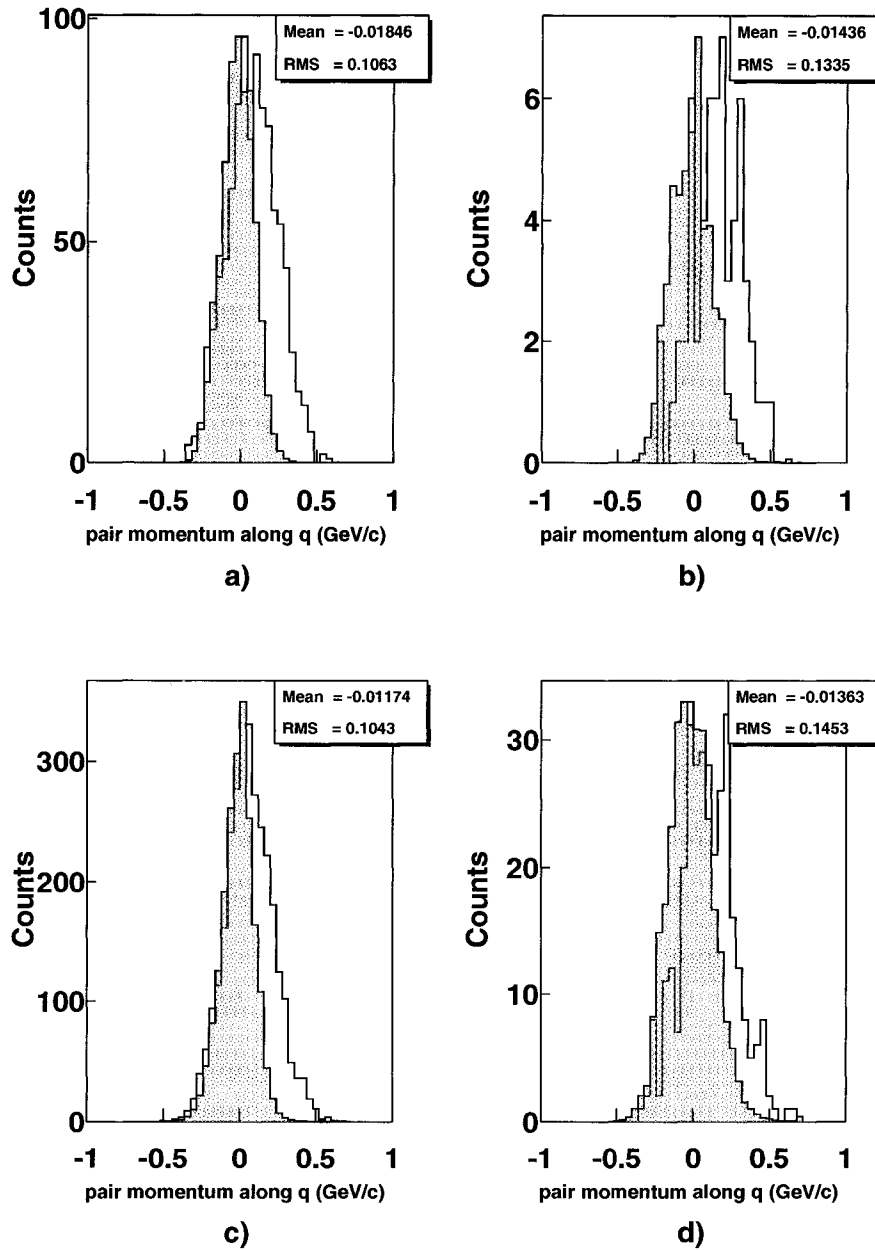 Mean = -0.01846
RMS = 0.1063
100
50
0
Counts
-1 -0.5 0 0.5 1
pair momentum along q (GeV/c)
a)
Mean = -0.01436
RMS = 0.1335
6
4
2
0
Counts
-1 -0.5 0 0.5 1
pair momentum along q (GeV/c)
b)
Mean = -0.01174
RMS = 0.1043
300
200
100
0
Counts
-1 -0.5 0 0.5 1
pair momentum along q (GeV/c)
c)
Mean = -0.01363
RMS = 0.1453
30
20
10
0
Counts
-1 -0.5 0 0.5 1
pair momentum along q (GeV/c)
d)